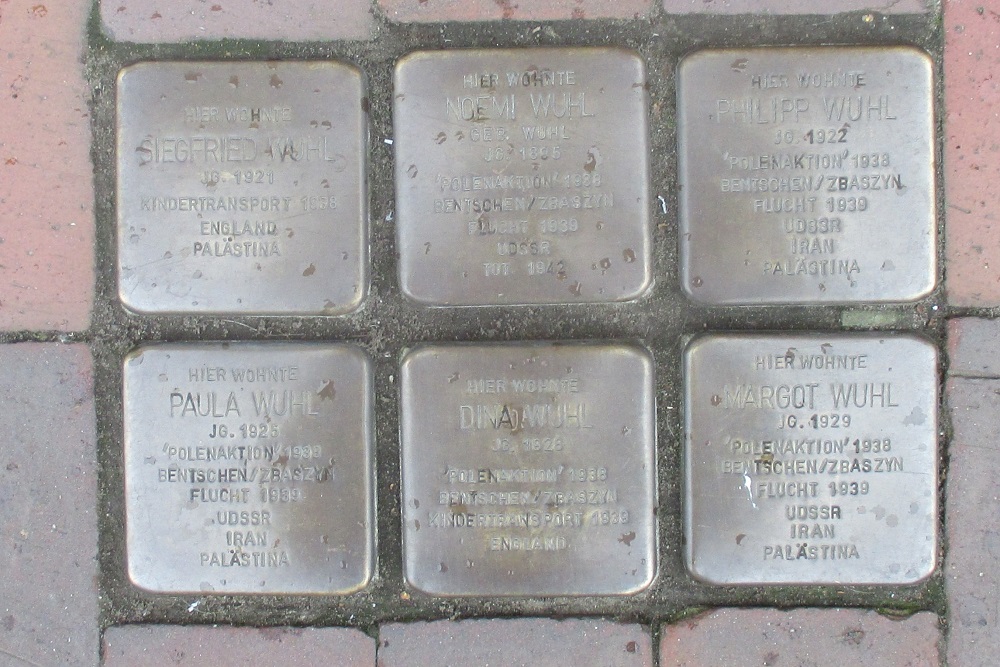 HIER WOHNTE
SIEGFRIED WUHL
JG. 1921
KINDERTRANSPORT 1938
ENGLAND
PALÄSTINA
HIER WOHNTE
NOEMI WUHL
GEB. WUHL
JG. 1885
'POLENAKTION' 1938
BENTSCHEN/ZBASZYN
FLUCHT 1939
UDSSR
TOT 1942
HIER WOHNTE
PHILIPP WUHL
JG. 1922
'POLENAKTION' 1938
BENTSCHEN/ZBASZYN
FLUCHT 1939
UDSSR
IRAN
PALÄSTINA
HIER WOHNTE
PAULA WUHL
JG. 1925
'POLENAKTION' 1938
BENTSCHEN/ZBASZYN
FLUCHT 1939
UDSSR
IRAN
PALÄSTINA
HIER WOHNTE
DINA WUHL
JG.
'POLENAKTION' 1938
BENTSCHEN/ZBASZYN
KINDERTRANSPORT 1939
ENGLAND
HIER WOHNTE
MARGOT WUHL
JG. 1929
'POLENAKTION' 1938
BENTSCHEN/ZBASZYN
FLUCHT 1939
UDSSR
IRAN
PALÄSTINA